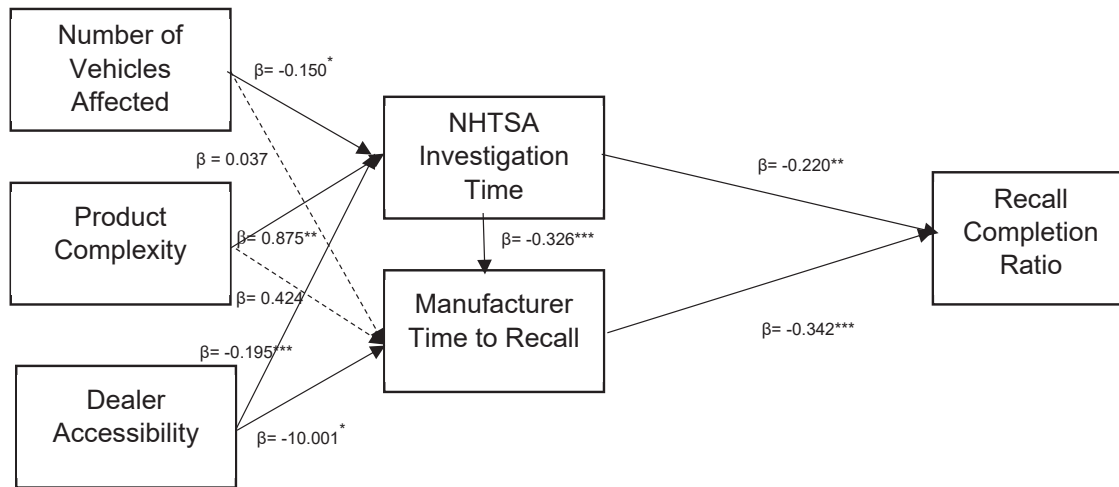 Number of
Vehicles
Affected
β= -0.150*
NHTSA
Investigation
Time
β = 0.037
β= -0.220**
Product
Complexity
Recall
Completion
Ratio
β= 0.875**
β= -0.326***
β= 0.424
Manufacturer
Time to Recall
β= -0.342***
β= -0.195***
Dealer
Accessibility
β= -10.001*